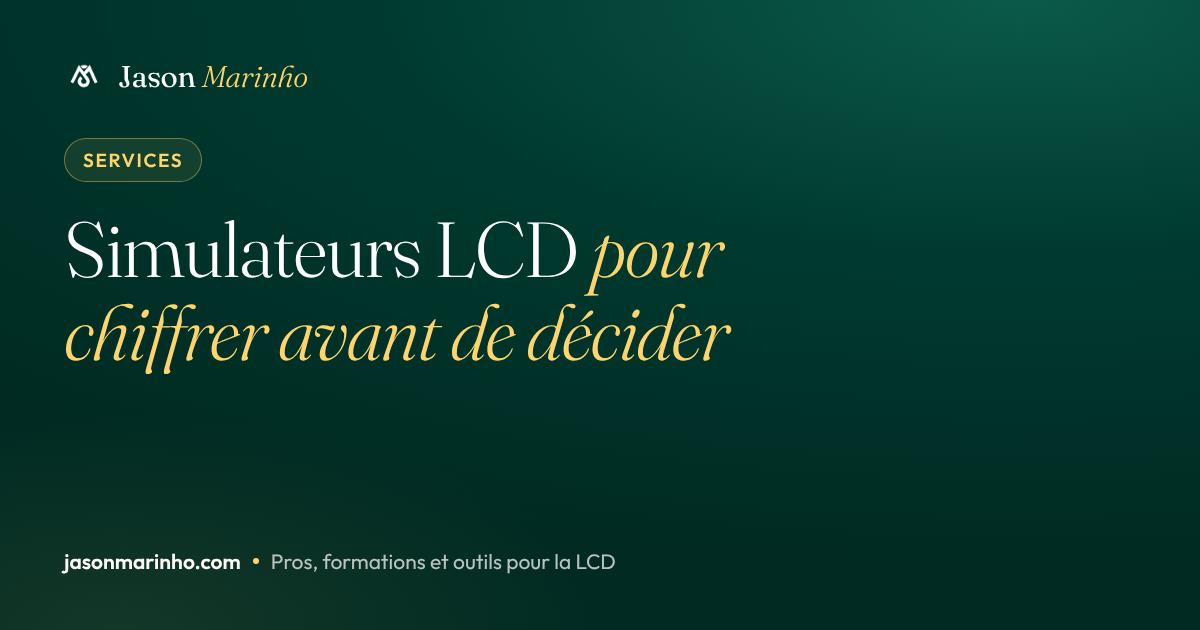 Jason Marinho
SERVICES
Simulateurs LCD pour
chiffrer avant de décider
jasonmarinho.com • Pros, formations et outils pour la LCD